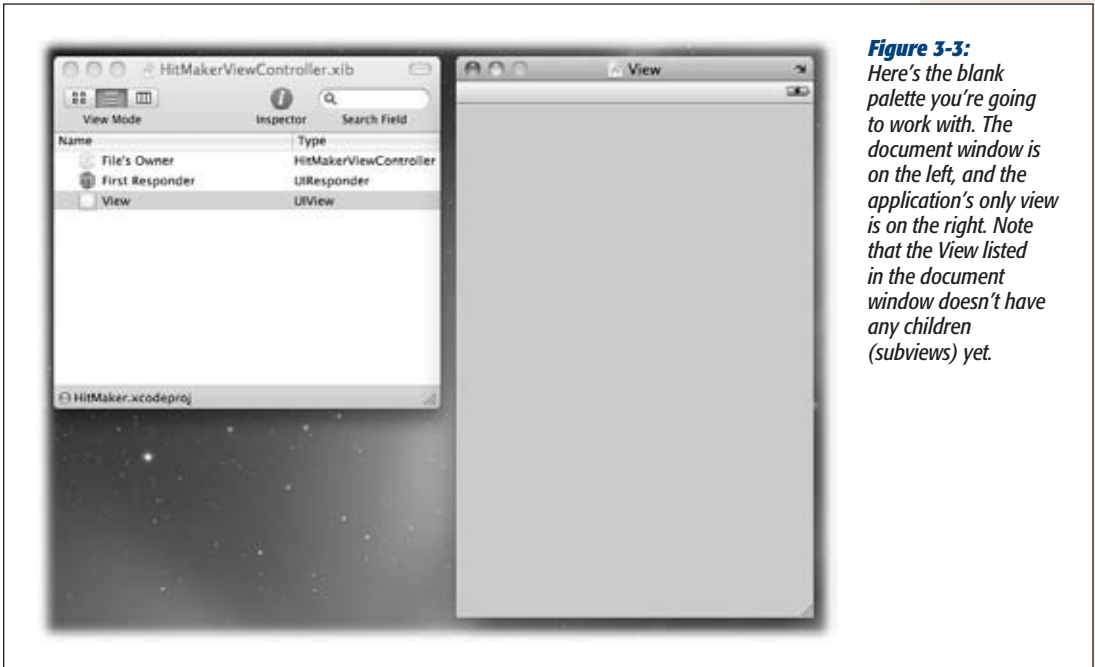 HitMakerViewController.xib
View Mode
Inspector
Search Field
Name
Type
File's Owner
HitMakerViewController
First Responder
UIResponder
View
UIView
HitMaker.xcodeproj
View
Figure 3-3:
Here's the blank
palette you're going
to work with. The
document window is
on the left, and the
application's only view
is on the right. Note
that the View listed
in the document
window doesn't have
any children
(subviews) yet.